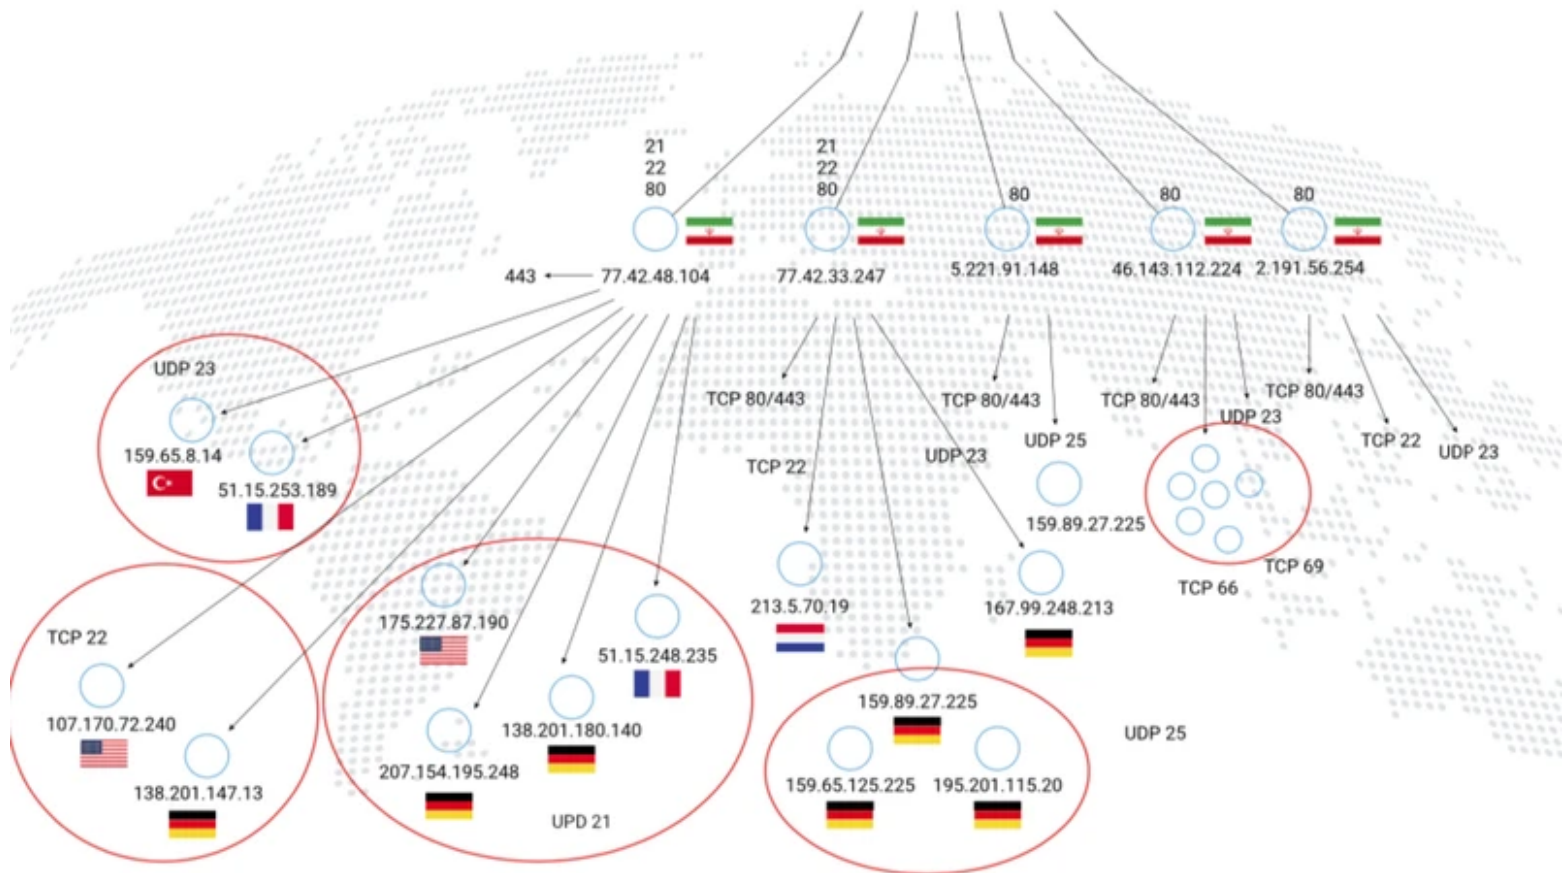 21
22
80
21
22
80
80
80
80
443
77.42.48.104
77.42.33.247
5.221.91.148
46.143.112.224
2.191.56.254
UDP 23
159.65.8.14
51.15.253.189
TCP 80/443
TCP 80/443
TCP 80/443
TCP 80/443
UDP 23
TCP 22
UDP 23
UDP 25
UDP 23
TCP 22
159.89.27.225
TCP 69
TCP 66
213.5.70.19
167.99.248.213
TCP 22
107.170.72.240
138.201.147.13
175.227.87.190
51.15.248.235
138.201.180.140
207.154.195.248
UPD 21
159.89.27.225
159.65.125.225
195.201.115.20
UDP 25